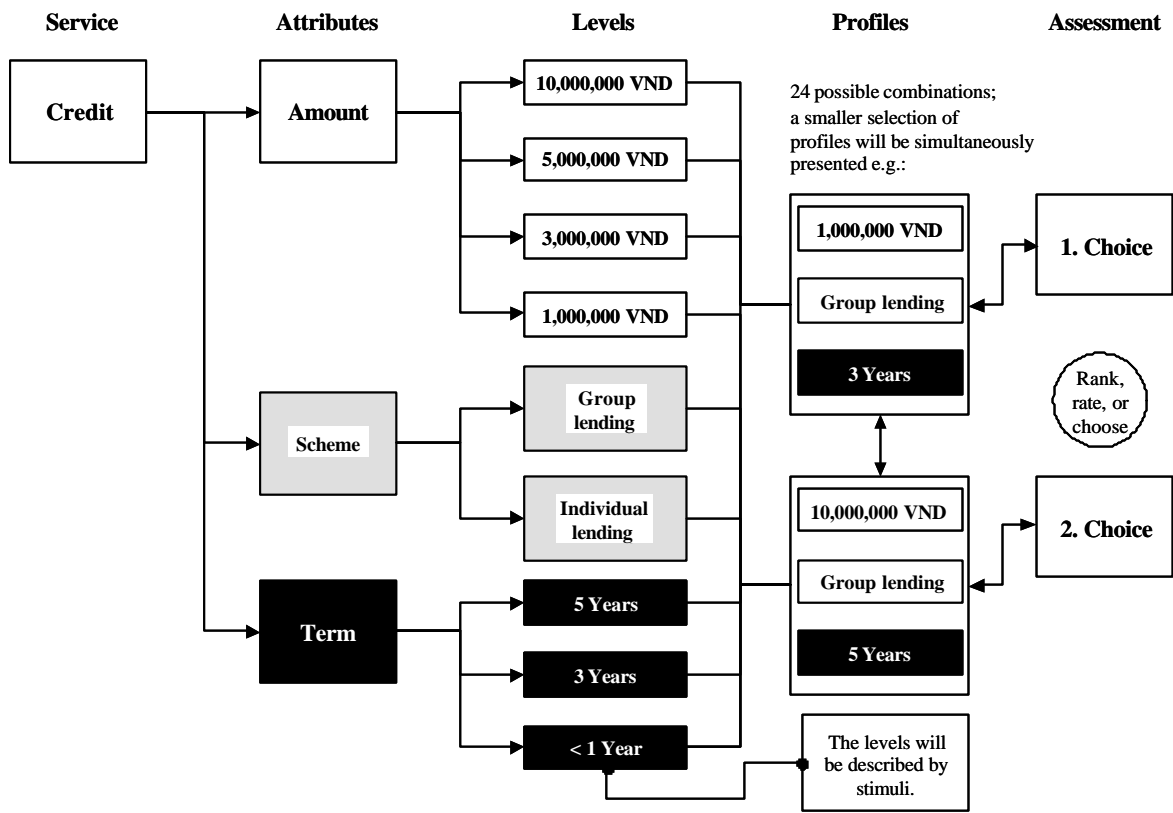 Service
Attributes
Levels
Profiles
Assessment
Credit
Amount
10,000,000 VND
5,000,000 VND
3,000,000 VND
1,000,000 VND
Scheme
Group
lending
Individual
lending
Term
5 Years
3 Years
< 1 Year
24 possible combinations;
a smaller selection of
profiles will be simultaneously
presented e.g.:
1,000,000 VND
Group lending
3 Years
10,000,000 VND
Group lending
5 Years
The levels will
be described by
stimuli.
1. Choice
Rank,
rate, or
choose
2. Choice